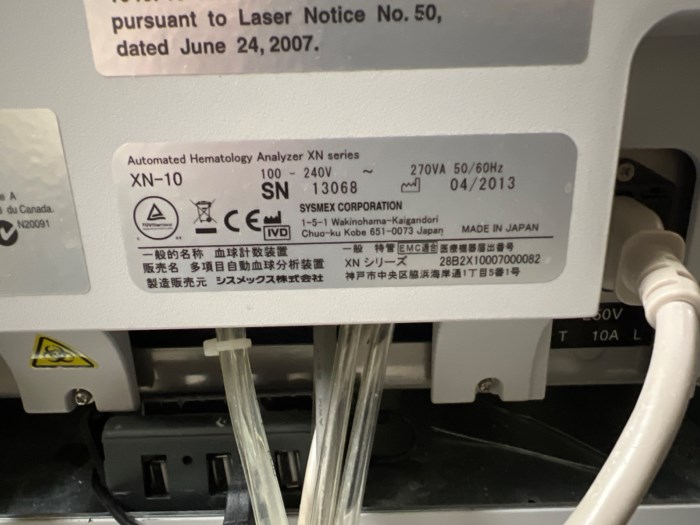 pursuant to Laser Notice No. 50,
dated June 24, 2007.
e A
du Canada.
N20091
Automated Hematology Analyzer XN series
XN-10 100 - 240V ~ 270VA 50/60Hz
SN 13068 04/2013
SYSMEX CORPORATION
CE IVD 1-5-1 Wakinohama-Kaigandori
Chuo-ku Kobe 651-0073 Japan MADE IN JAPAN
一般的名称 血球計数装置 一般 特管 EMC適合 医療機器届出番号
販売名 多項目自動血球分析装置 XN シリーズ 28B2X10007000082
製造販売元 シスメックス株式会社 神戸市中央区脇浜海岸通1丁目5番1号
250V
T 10A L